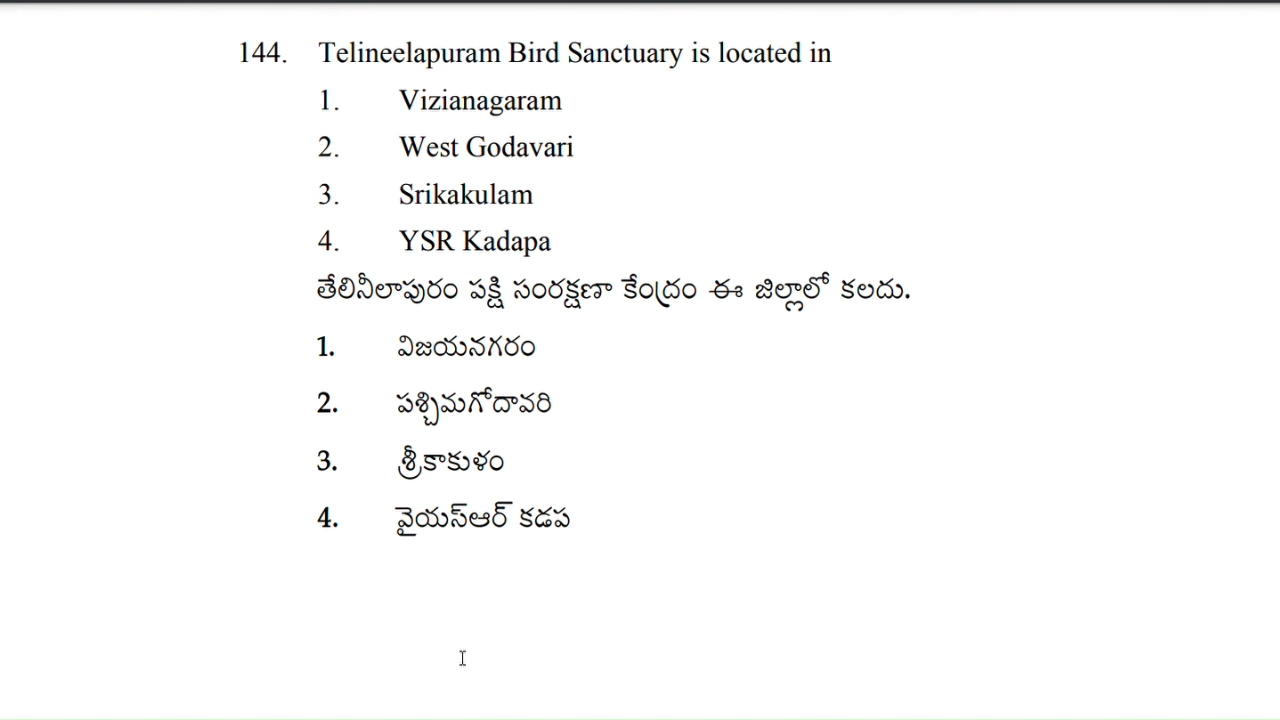 144. Telineelapuram Bird Sanctuary is located in
1. Vizianagaram
2. West Godavari
3. Srikakulam
4. YSR Kadapa
తేలినీలాపురం పక్షి సంరక్షణా కేంద్రం ఈ జిల్లాలో కలదు.
1. విజయనగరం
2. పశ్చిమగోదావరి
3. శ్రీకాకుళం
4. వైయస్ఆర్ కడప